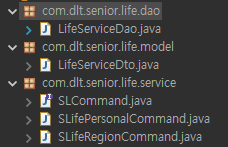 com.dlt.senior.life.dao
LifeServiceDao.java
com.dlt.senior.life.model
LifeServiceDto.java
com.dlt.senior.life.service
SLCommand.java
SLifePersonalCommand.java
SLifeRegionCommand.java